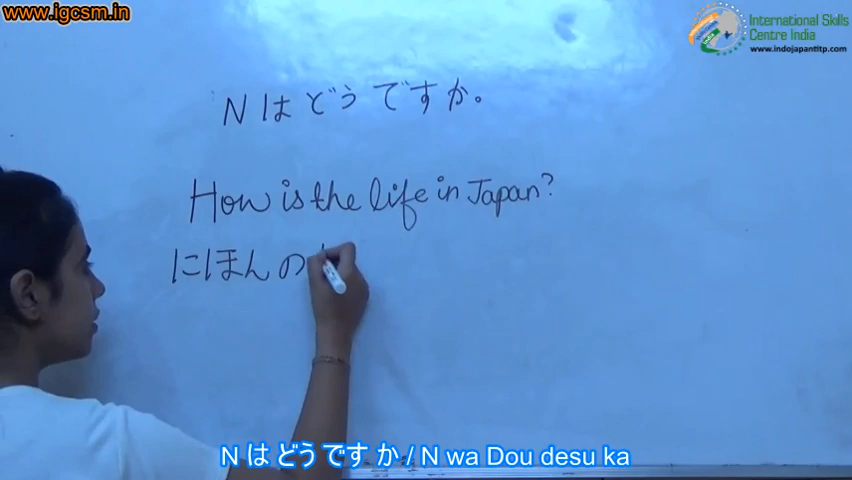 www.igcsm.in
International Skills
Centre India
www.indojapantitp.com
N は どう です か。
How is the life in Japan?
にほん の
N は どう です か / N wa Dou desu ka